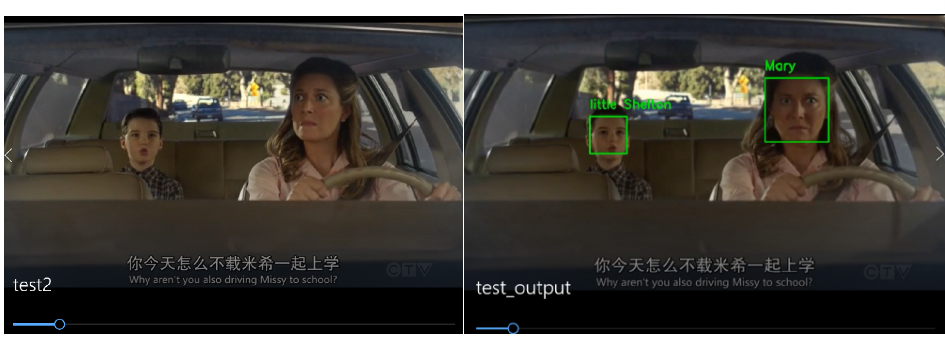 你今天怎么不载米希一起上学
Why aren't you also driving Missy to school?
CTV
test2
Mary
little Shelton
你今天怎么不载米希一起上学
Why aren't you also driving Missy to school?
CTV
test_output